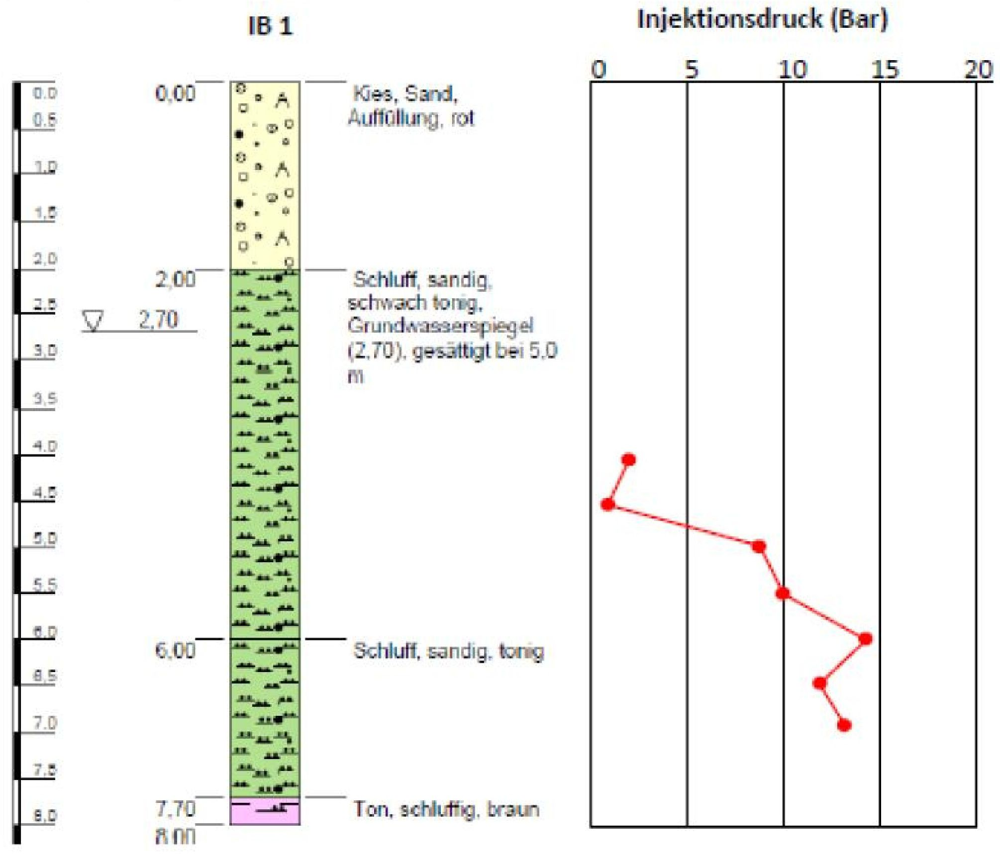 IB 1
Injektionsdruck (Bar)
0 5 10 15 20
0.0
0.5
1.0
1.5
2.0
2.5
3.0
3.5
4.0
4.5
5.0
5.5
6.0
6.5
7.0
7.5
8.0
0,00
2,00
2,70
6,00
7,70
8,00
Kies, Sand,
Auffüllung, rot
Schluff, sandig,
schwach tonig,
Grundwasserspiegel
(2,70), gesättigt bei 5,0
m
Schluff, sandig, tonig
Ton, schluffig, braun